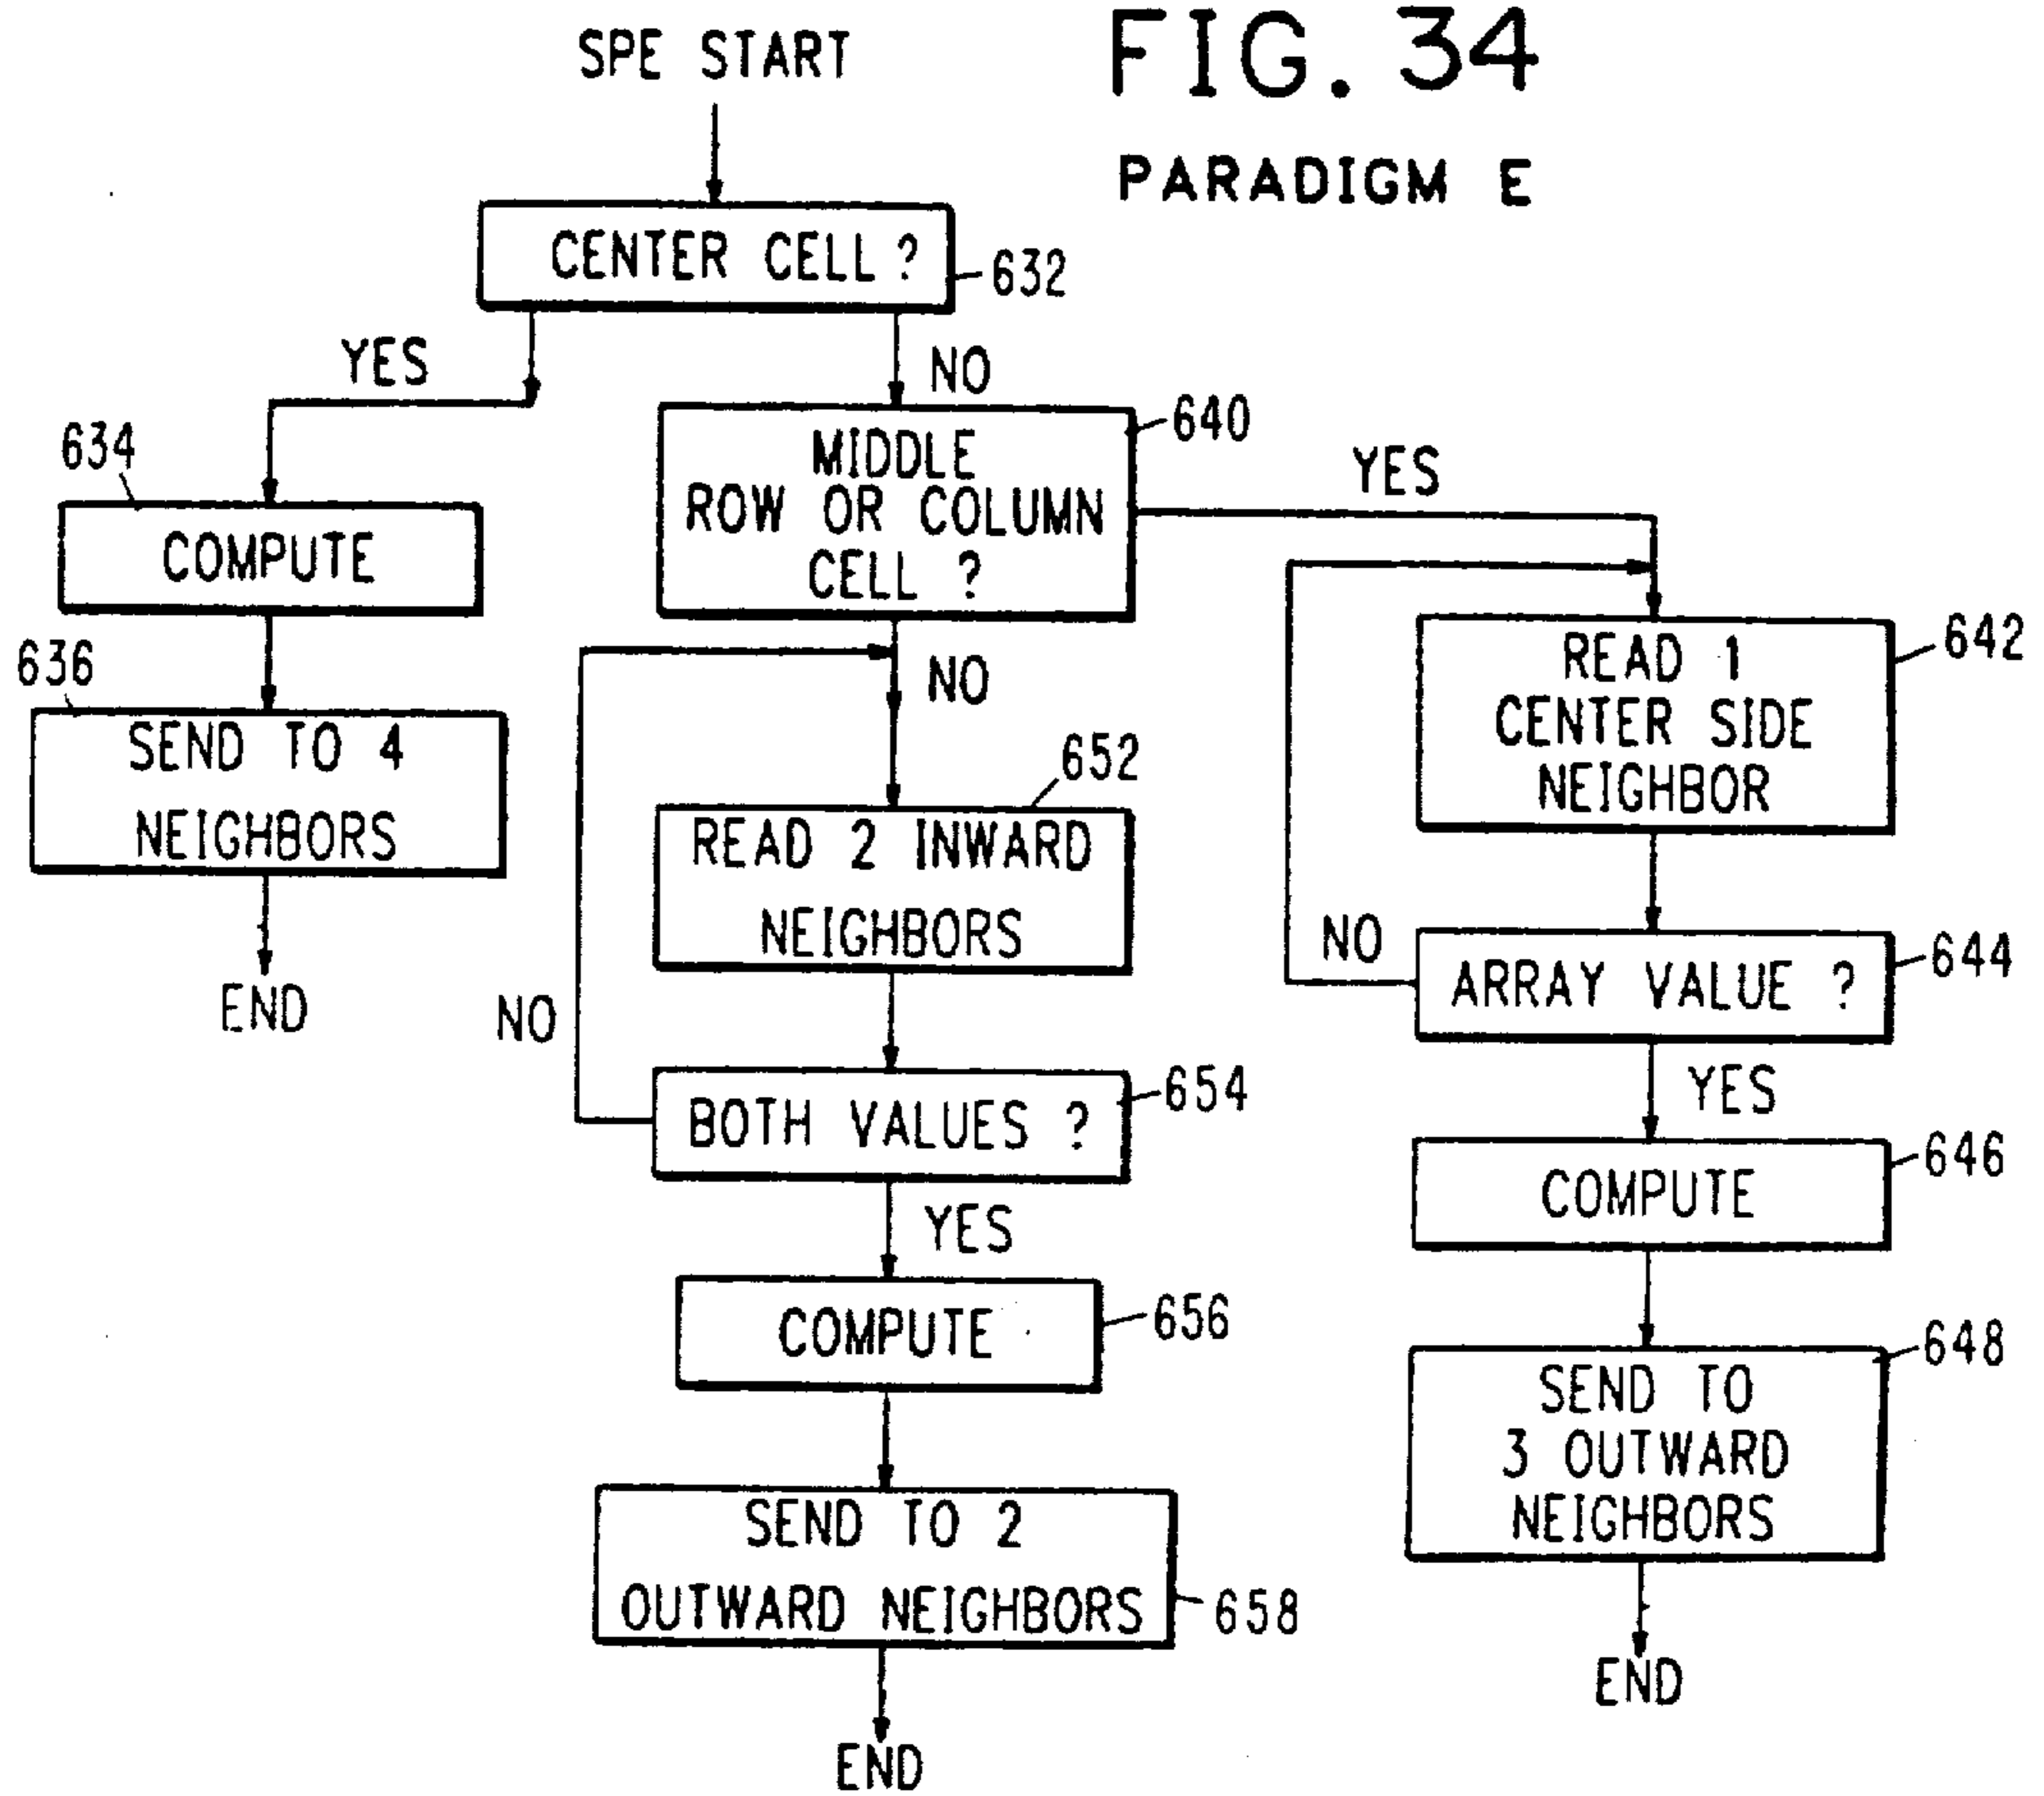 FIG. 34
PARADIGM E
SPE START
CENTER CELL ?
632
YES
NO
634
COMPUTE
636
SEND TO 4
NEIGHBORS
END
MIDDLE
ROW OR COLUMN
CELL ?
640
YES
NO
652
READ 2 INWARD
NEIGHBORS
NO
BOTH VALUES ?
654
YES
COMPUTE
656
SEND TO 2
OUTWARD NEIGHBORS
658
END
READ 1
CENTER SIDE
NEIGHBOR
642
NO
ARRAY VALUE ?
644
YES
COMPUTE
646
SEND TO
3 OUTWARD
NEIGHBORS
648
END